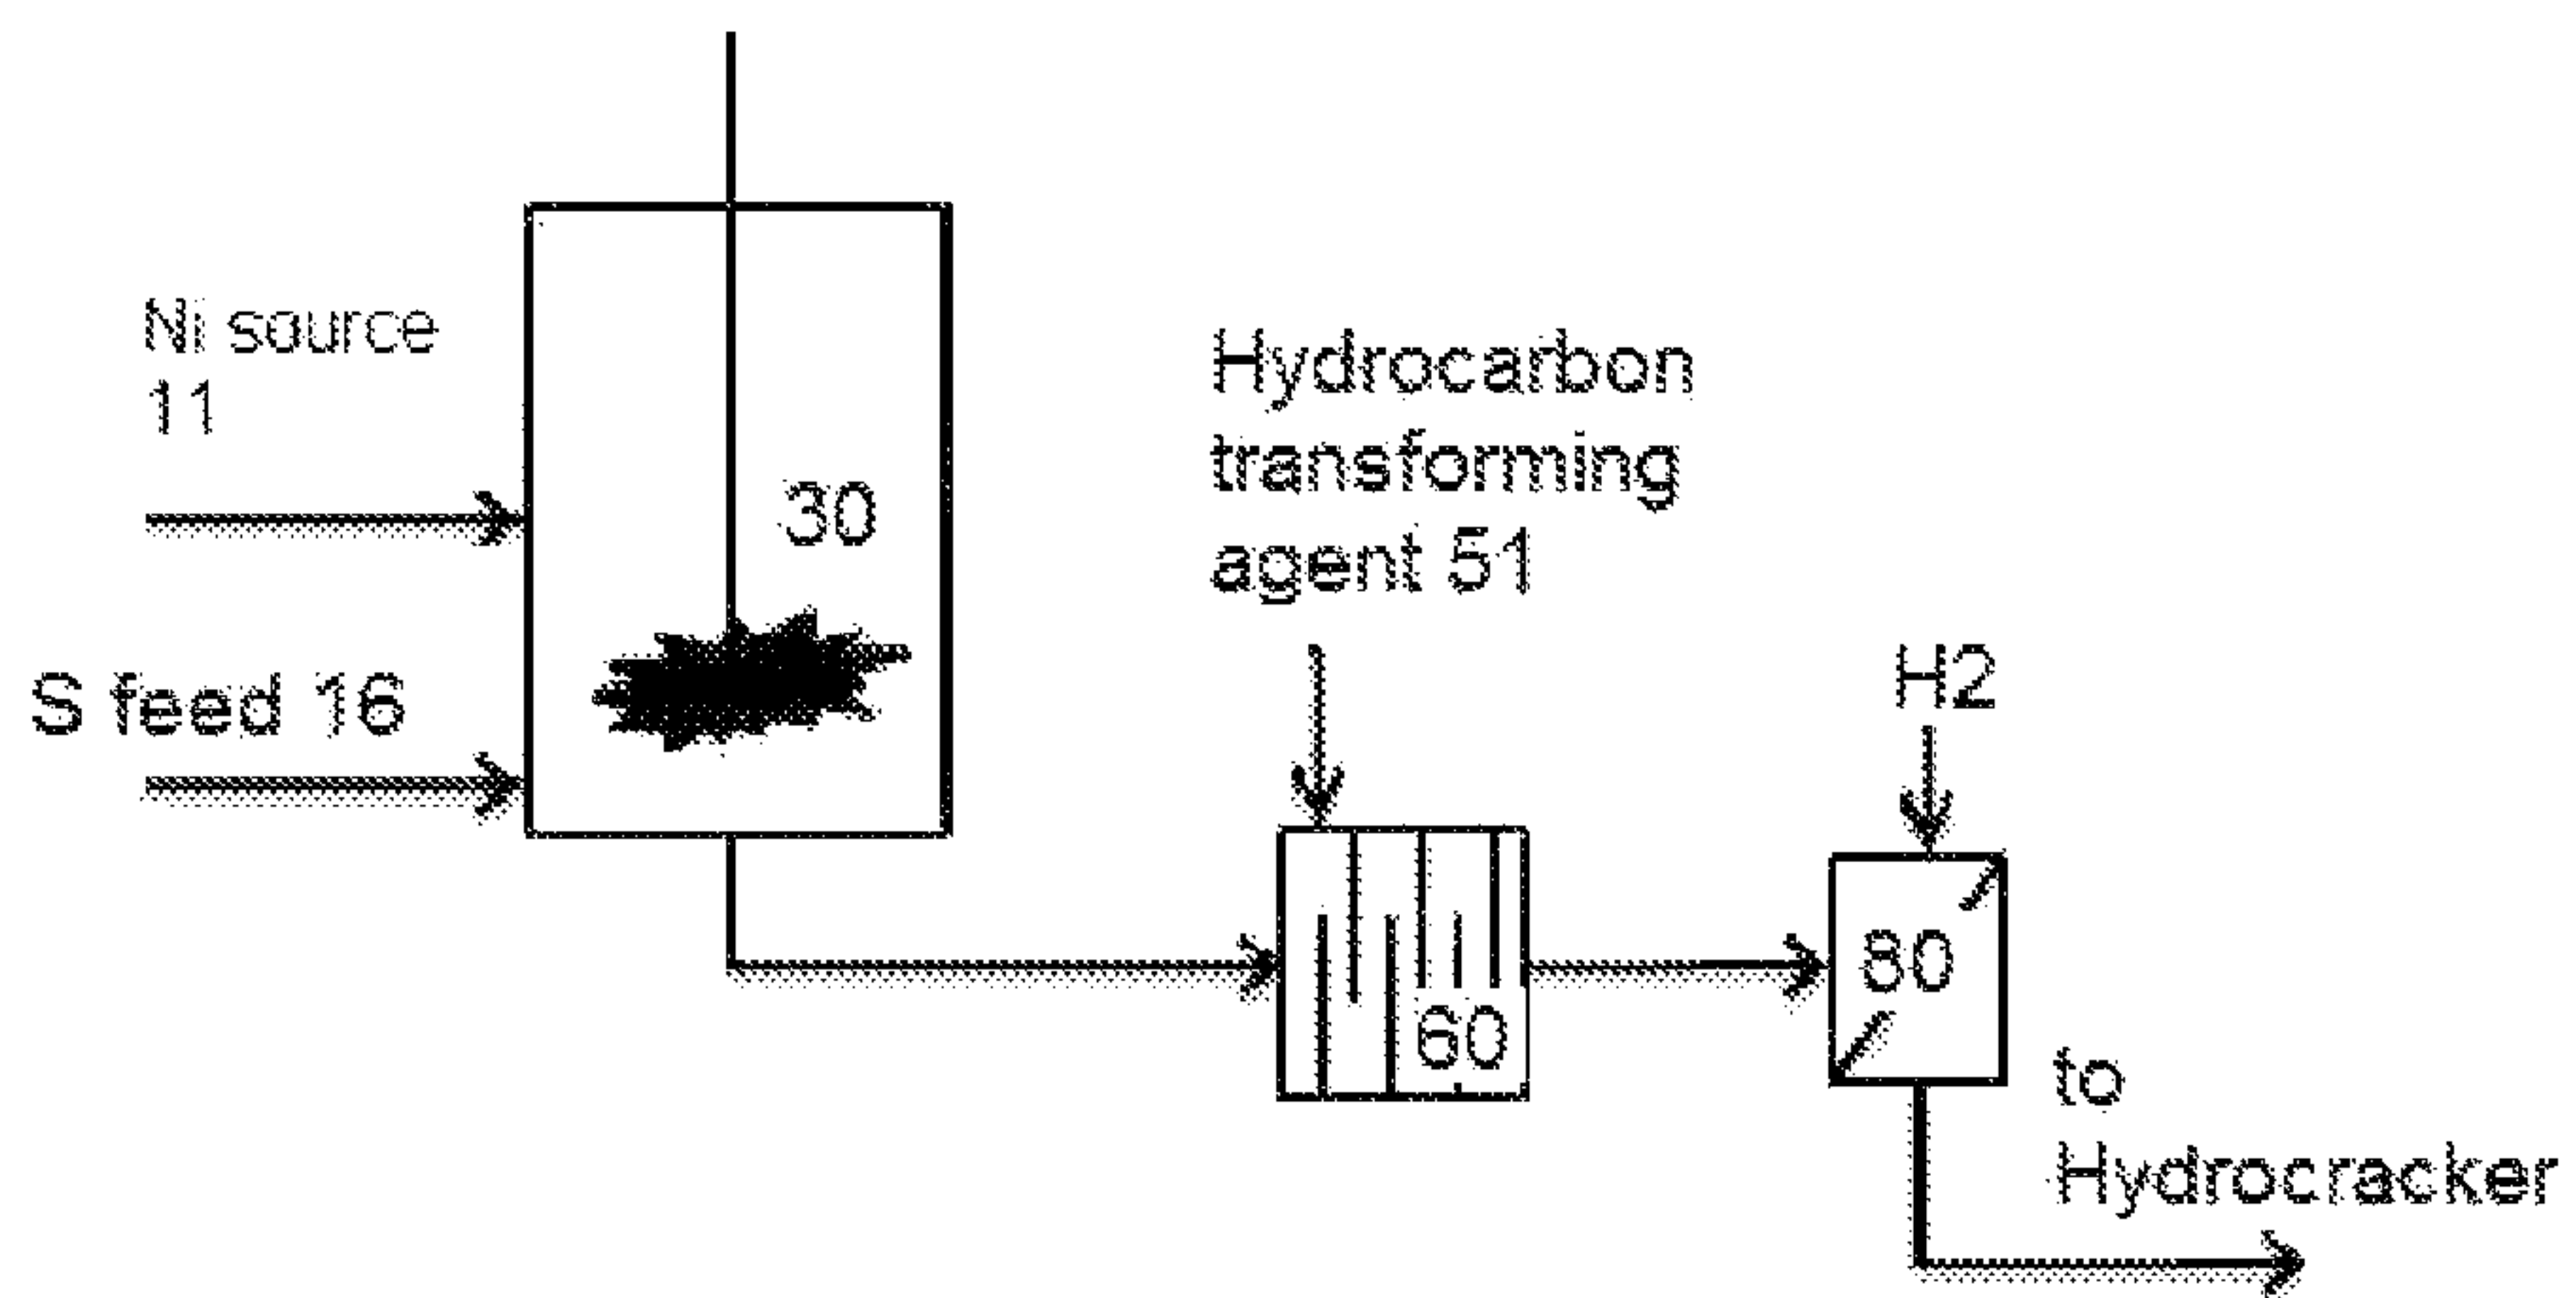 Ni source
11
30
S feed 16
Hydrocarbon
transforming
agent 51
H2
60
80
to
Hydrocracker